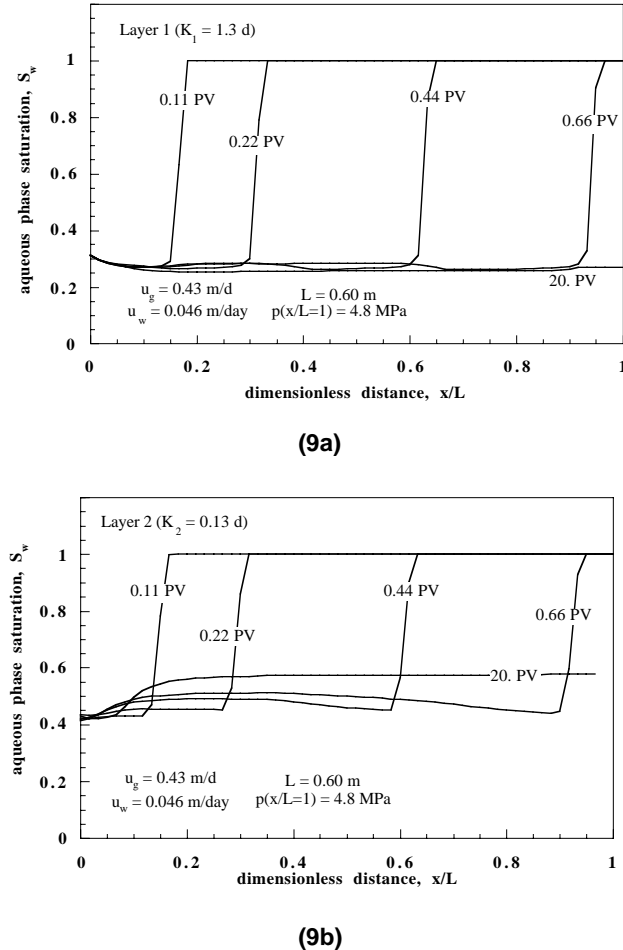 Layer 1 (K1 = 1.3 d)
aqueous phase saturation, Sw
1
0.8
0.6
0.4
0.2
0
0.11 PV
0.22 PV
0.44 PV
0.66 PV
20. PV
ug = 0.43 m/d
uw = 0.046 m/day
L = 0.60 m
p(x/L=1) = 4.8 MPa
0 0.2 0.4 0.6 0.8 1
dimensionless distance, x/L
(9a)
Layer 2 (K2 = 0.13 d)
aqueous phase saturation, Sw
1
0.8
0.6
0.4
0.2
0
0.11 PV
0.22 PV
0.44 PV
0.66 PV
20. PV
ug = 0.43 m/d
uw = 0.046 m/day
L = 0.60 m
p(x/L=1) = 4.8 MPa
0 0.2 0.4 0.6 0.8 1
dimensionless distance, x/L
(9b)